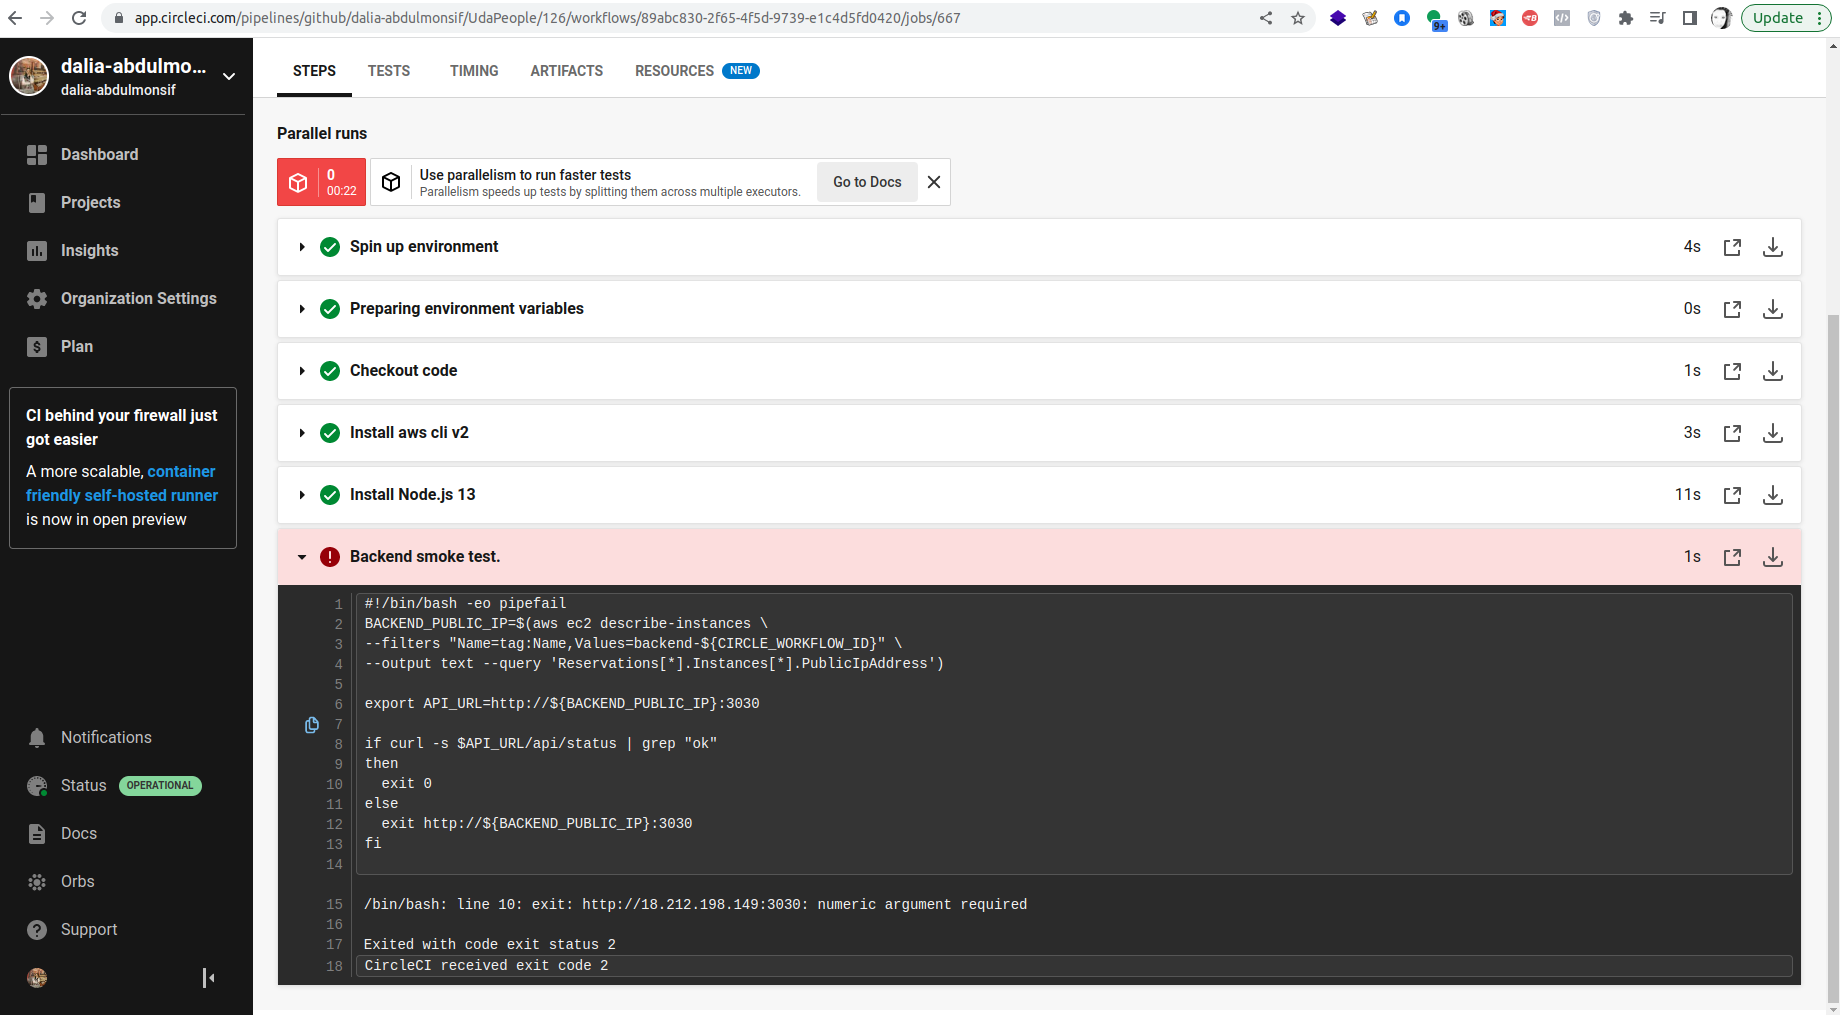 app.circleci.com/pipelines/github/dalia-abdulmonsif/UdaPeople/126/workflows/89abc830-2f65-4f5d-9739-e1c4d5fd0420/jobs/667
9+
Update
dalia-abdulmo...
dalia-abdulmonsif
Dashboard
Projects
Insights
Organization Settings
Plan
CI behind your firewall just
got easier
A more scalable, container
friendly self-hosted runner
is now in open preview
Notifications
Status OPERATIONAL
Docs
Orbs
Support
STEPS TESTS TIMING ARTIFACTS RESOURCES NEW
Parallel runs
0
00:22
Use parallelism to run faster tests
Parallelism speeds up tests by splitting them across multiple executors.
Go to Docs
Spin up environment 4s
Preparing environment variables 0s
Checkout code 1s
Install aws cli v2 3s
Install Node.js 13 11s
Backend smoke test. 1s
1 #!/bin/bash -eo pipefail
2 BACKEND_PUBLIC_IP=$(aws ec2 describe-instances \
3 --filters "Name=tag:Name,Values=backend-${CIRCLE_WORKFLOW_ID}" \
4 --output text --query 'Reservations[*].Instances[*].PublicIpAddress')
5
6 export API_URL=http://${BACKEND_PUBLIC_IP}:3030
7
8 if curl -s $API_URL/api/status | grep "ok"
9 then
10 exit 0
11 else
12 exit http://${BACKEND_PUBLIC_IP}:3030
13 fi
14
15 /bin/bash: line 10: exit: http://18.212.198.149:3030: numeric argument required
16
17 Exited with code exit status 2
18 CircleCI received exit code 2